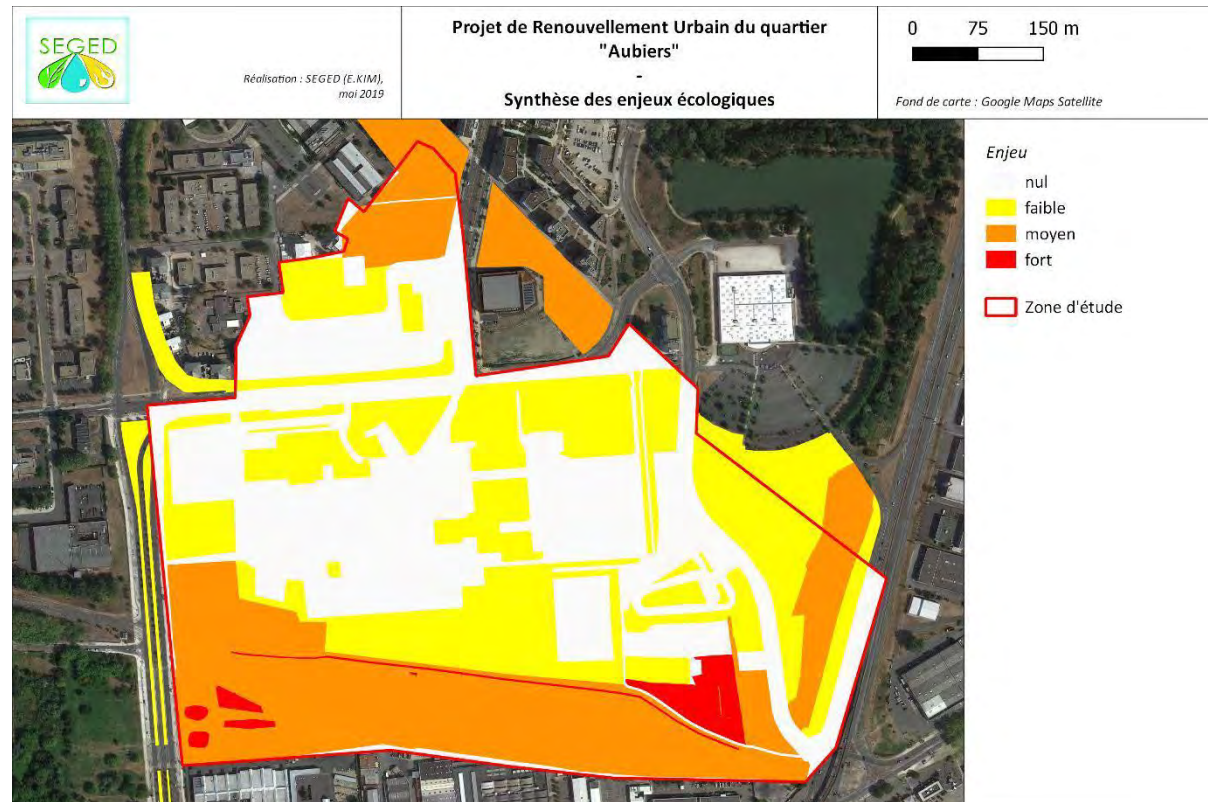 SEGED
Réalisation : SEGED (E.KIM),
mai 2019
Projet de Renouvellement Urbain du quartier
"Aubiers"
-
Synthèse des enjeux écologiques
0 75 150 m
Fond de carte : Google Maps Satellite
Enjeu
nul
faible
moyen
fort
Zone d'étude